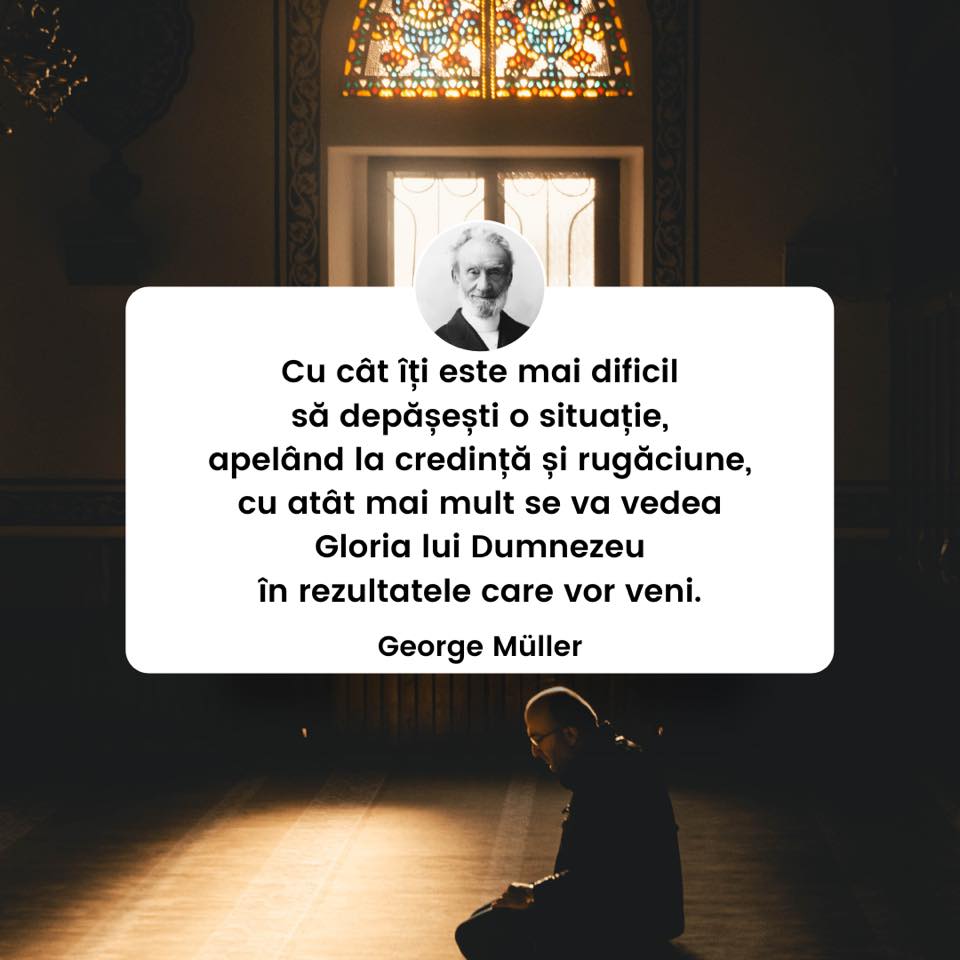 Cu cât îți este mai dificil
să depășești o situație,
apelând la credință și rugăciune,
cu atât mai mult se va vedea
Gloria lui Dumnezeu
în rezultatele care vor veni.
George Müller